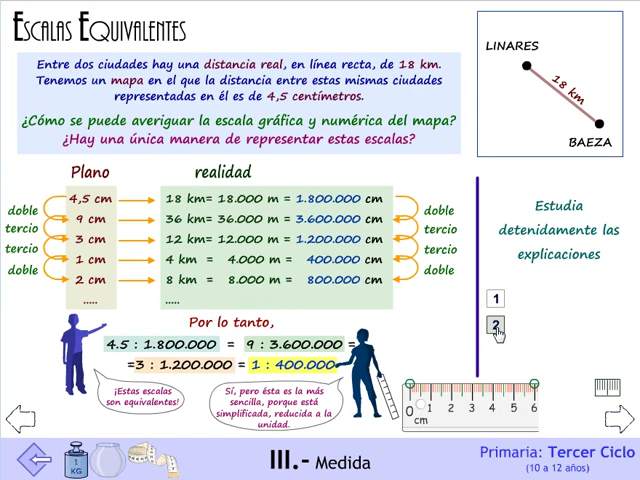 ESCALAS EQUIVALENTES
Entre dos ciudades hay una distancia real, en línea recta, de 18 km.
Tenemos un mapa en el que la distancia entre estas mismas ciudades
representadas en él es de 4,5 centímetros.
¿Cómo se puede averiguar la escala gráfica y numérica del mapa?
¿Hay una única manera de representar estas escalas?
LINARES
18 km
BAEZA
Plano
realidad
4,5 cm
18 km= 18.000 m = 1.800.000 cm
9 cm
36 km= 36.000 m = 3.600.000 cm
3 cm
12 km= 12.000 m = 1.200.000 cm
1 cm
4 km = 4.000 m = 400.000 cm
2 cm
8 km = 8.000 m = 800.000 cm
.....
.....
doble
tercio
tercio
doble
doble
tercio
tercio
doble
Estudia
detenidamente las
explicaciones
1
2
Por lo tanto,
4.5 : 1.800.000 = 9 : 3.600.000 =
=3 : 1.200.000 = 1 : 400.000
¡Estas escalas
son equivalentes!
Sí, pero ésta es la más
sencilla, porque está
simplificada, reducida a la
unidad.
0 1 2 3 4 5 6
cm
1
KG
III.- Medida
Primaria: Tercer Ciclo
(10 a 12 años)